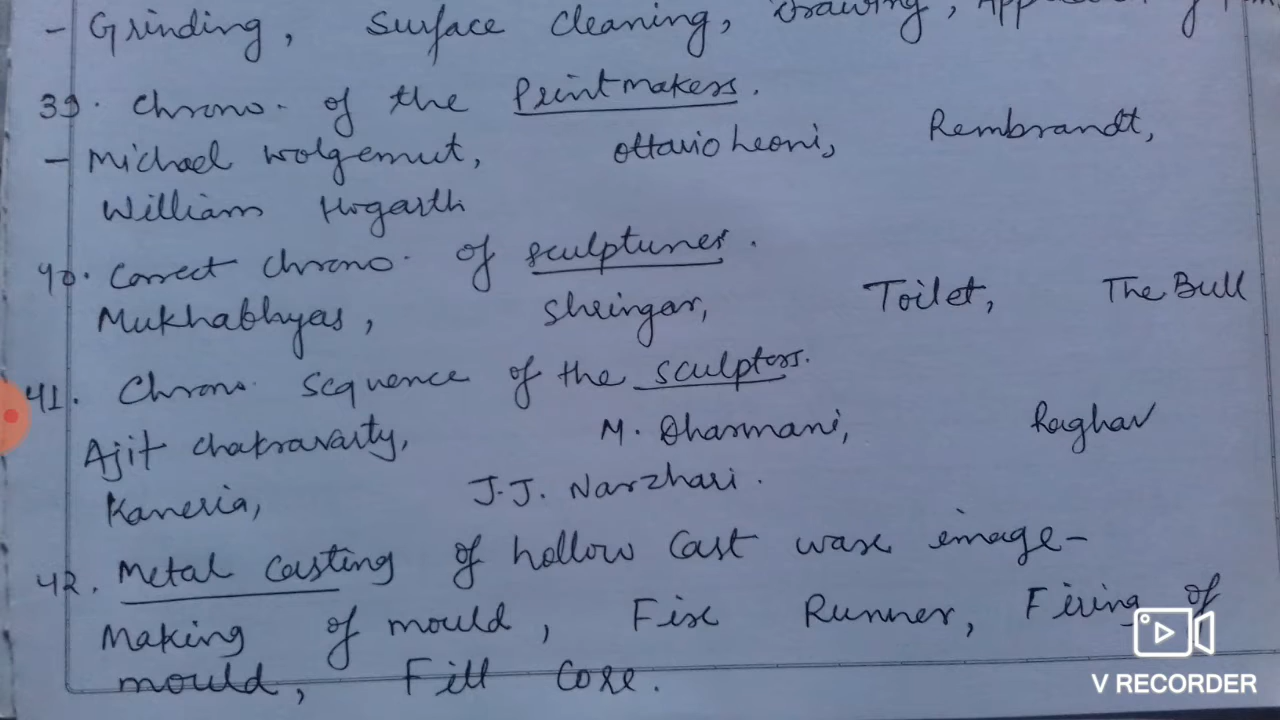 - Grinding, Surface Cleaning, Drawing,
39. Chrono. of the Printmakers.
- Michael Wolgemut, Ottavio Leoni, Rembrandt,
William Hogarth
40. Correct Chrono. of sculptures.
Mukhabhyas, Shringar, Toilet, The Bull
41. Chrono. Sequence of the sculptors.
Ajit Chakravarty, M. Dharmani, Raghav
Kaneria, J.J. Narzhari.
42. Metal Casting of hollow Cast wax image-
Making of mould, Fix Runner, Firing of
mould, Fill Core.
V RECORDER